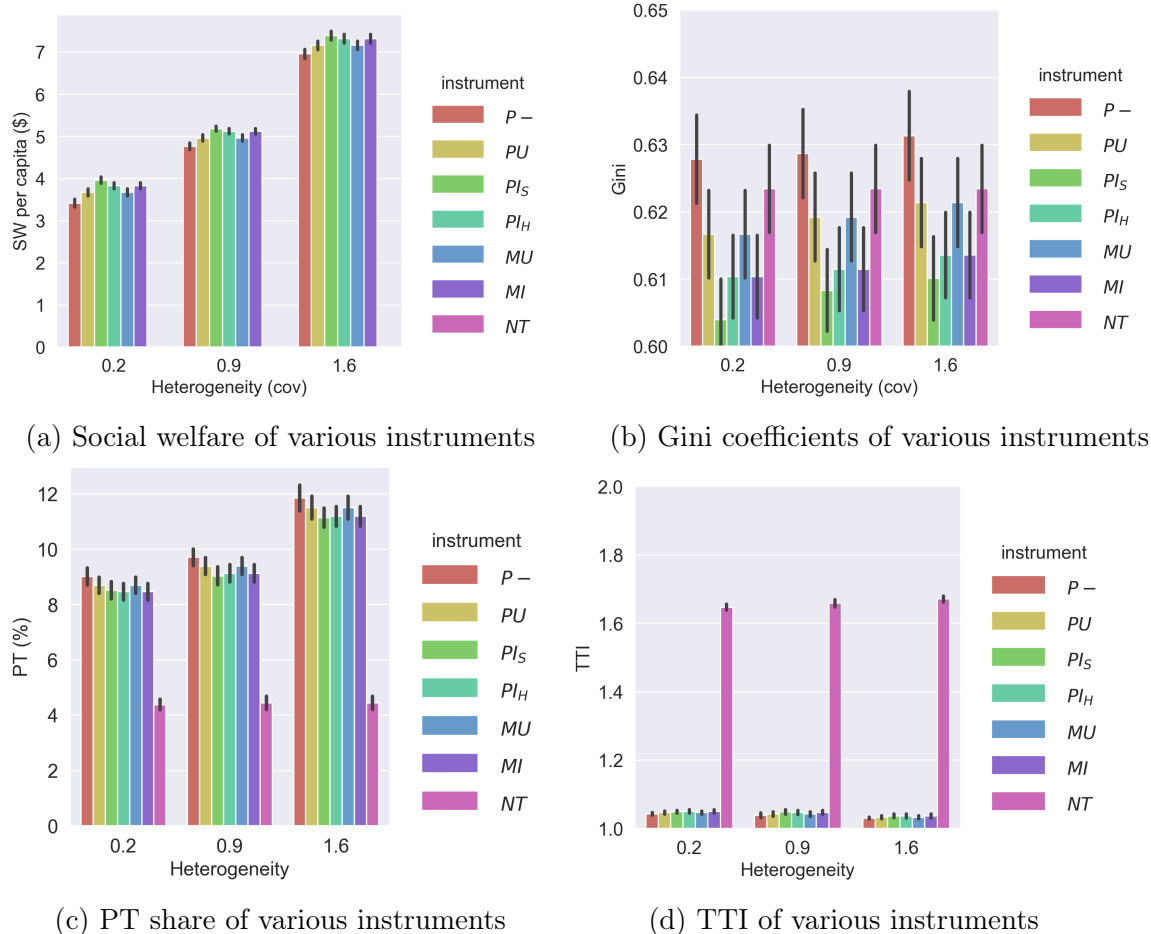 SW per capita ($)
7
6
5
4
3
2
1
0
0.2 0.9 1.6
Heterogeneity (cov)
instrument
P −
PU
PI_S
PI_H
MU
MI
NT
(a) Social welfare of various instruments
Gini
0.65
0.64
0.63
0.62
0.61
0.60
0.2 0.9 1.6
Heterogeneity (cov)
instrument
P −
PU
PI_S
PI_H
MU
MI
NT
(b) Gini coefficients of various instruments
PT (%)
12
10
8
6
4
2
0
0.2 0.9 1.6
Heterogeneity
instrument
P −
PU
PI_S
PI_H
MU
MI
NT
(c) PT share of various instruments
TTI
2.0
1.8
1.6
1.4
1.2
1.0
0.2 0.9 1.6
Heterogeneity
instrument
P −
PU
PI_S
PI_H
MU
MI
NT
(d) TTI of various instruments